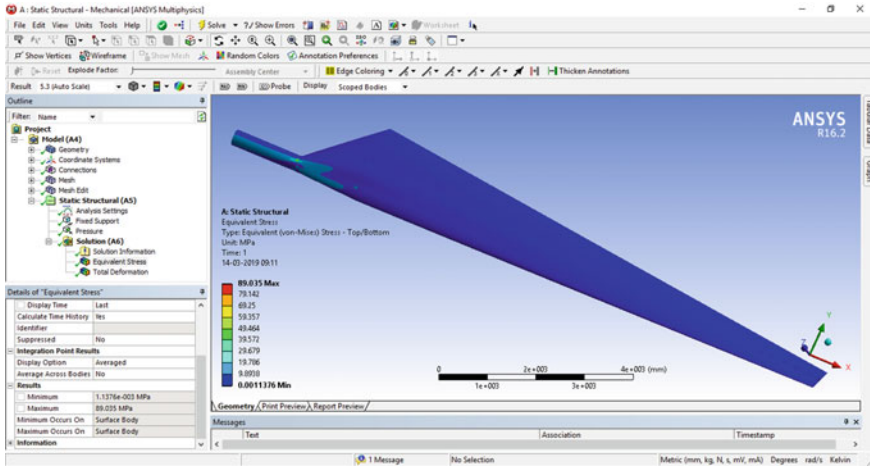 A : Static Structural - Mechanical [ANSYS Multiphysics]
File Edit View Units Tools Help Solve ?/ Show Errors Worksheet
Show Vertices Wireframe Show Mesh Random Colors Annotation Preferences
Reset Explode Factor: Assembly Center Edge Coloring Thicken Annotations
Result 5.3 (Auto Scale) Probe Display Scoped Bodies
Outline
Filter: Name
Project
Model (A4)
Geometry
Coordinate Systems
Connections
Mesh
Mesh Edit
Static Structural (A5)
Analysis Settings
Fixed Support
Pressure
Solution (A6)
Solution Information
Equivalent Stress
Total Deformation
Details of "Equivalent Stress"
Display Time Last
Calculate Time History Yes
Identifier
Suppressed No
Integration Point Results
Display Option Averaged
Average Across Bodies No
Results
Minimum 1.1376e-003 MPa
Maximum 89.035 MPa
Minimum Occurs On Surface Body
Maximum Occurs On Surface Body
Information
ANSYS
R16.2
A: Static Structural
Equivalent Stress
Type: Equivalent (von-Mises) Stress - Top/Bottom
Unit: MPa
Time: 1
14-03-2019 09:11
89.035 Max
79.142
69.25
59.357
49.464
39.572
29.679
19.786
9.8938
0.0011376 Min
0 2e+003 4e+003 (mm)
1e+003 3e+003
Y
Z X
Geometry Print Preview Report Preview
Messages
Text Association Timestamp
1 Message No Selection Metric (mm, kg, N, s, mV, mA) Degrees rad/s Kelvin